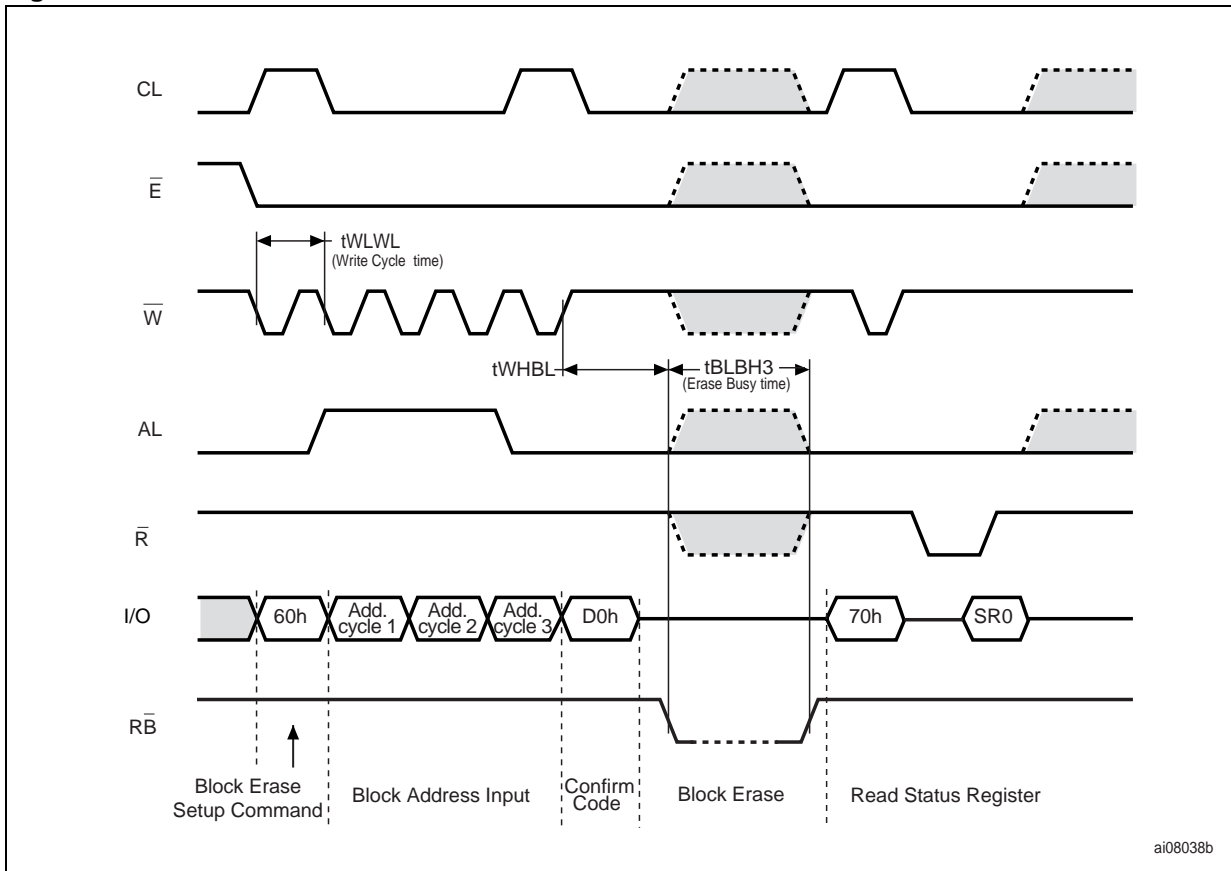 CL
E̅
tWLWL
(Write Cycle time)
W̅
tWHBL
tBLBH3
(Erase Busy time)
AL
R̅
I/O
60h
Add.
cycle 1
Add.
cycle 2
Add.
cycle 3
D0h
70h
SR0
RB̅
Block Erase
Setup Command
Block Address Input
Confirm
Code
Block Erase
Read Status Register
ai08038b